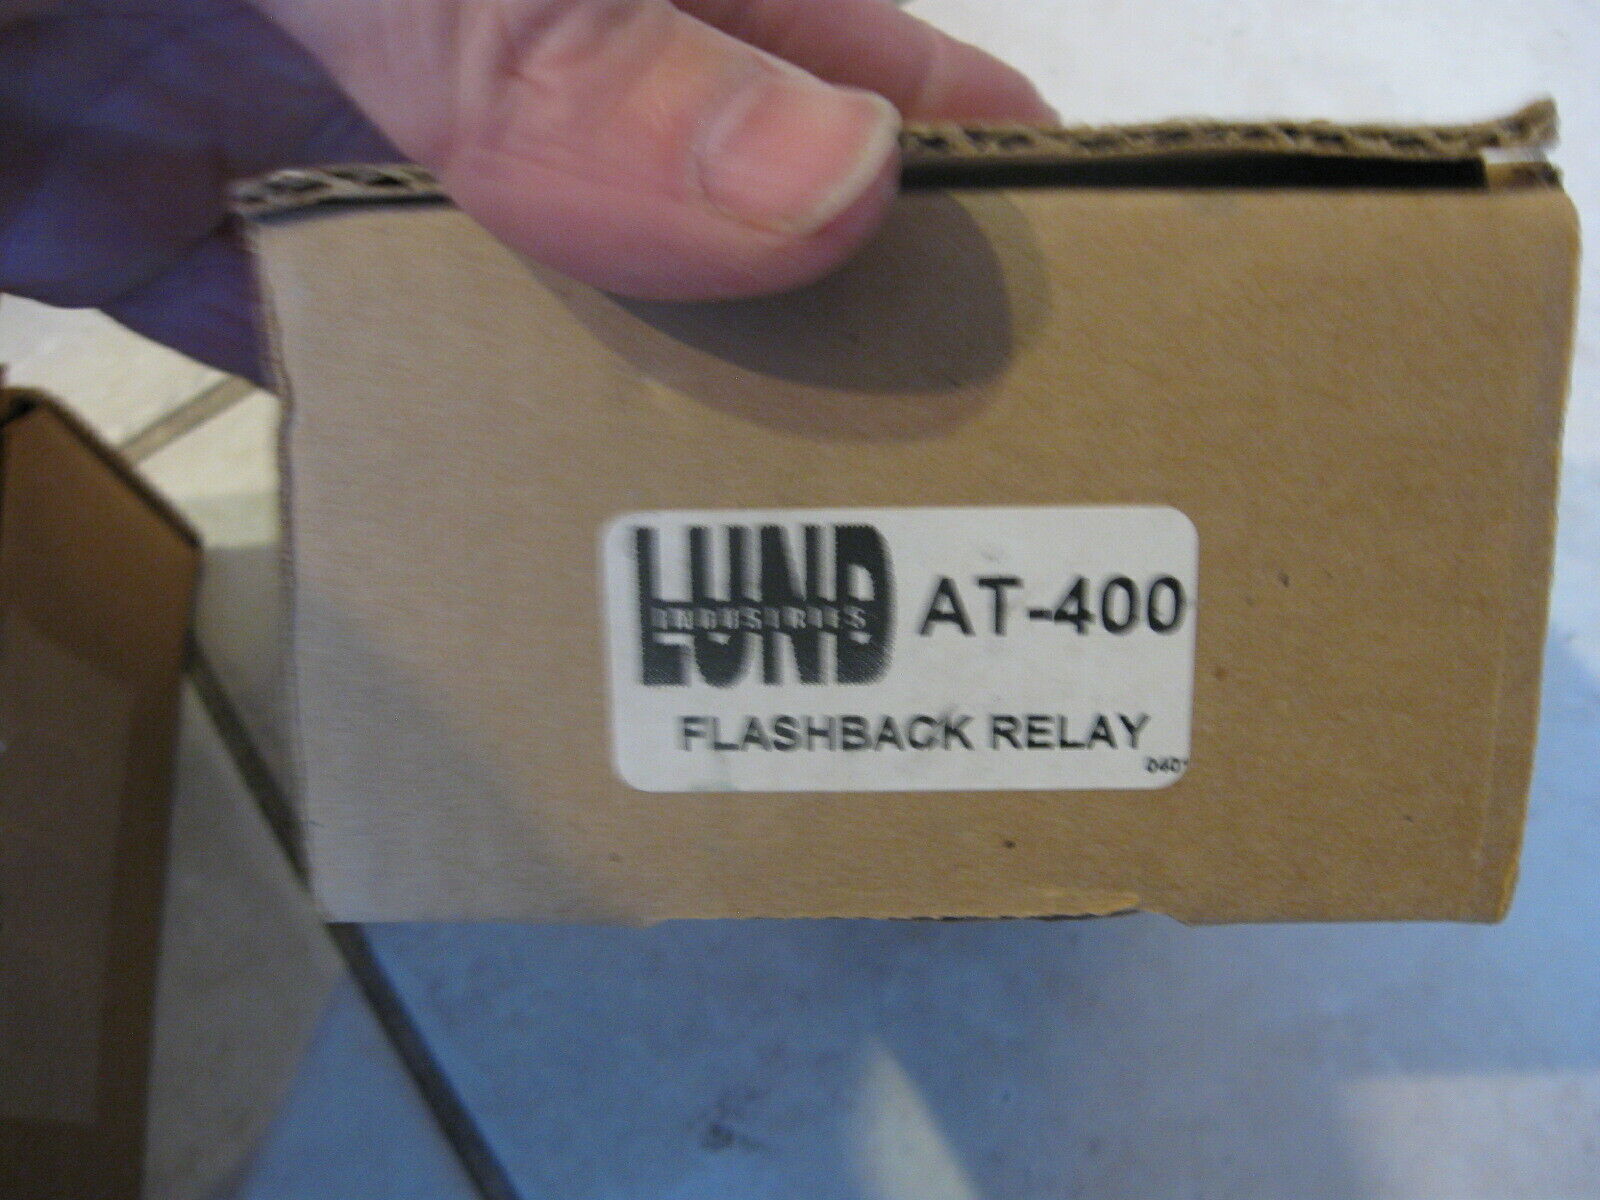 LUND
INDUSTRIES
AT-400
FLASHBACK RELAY